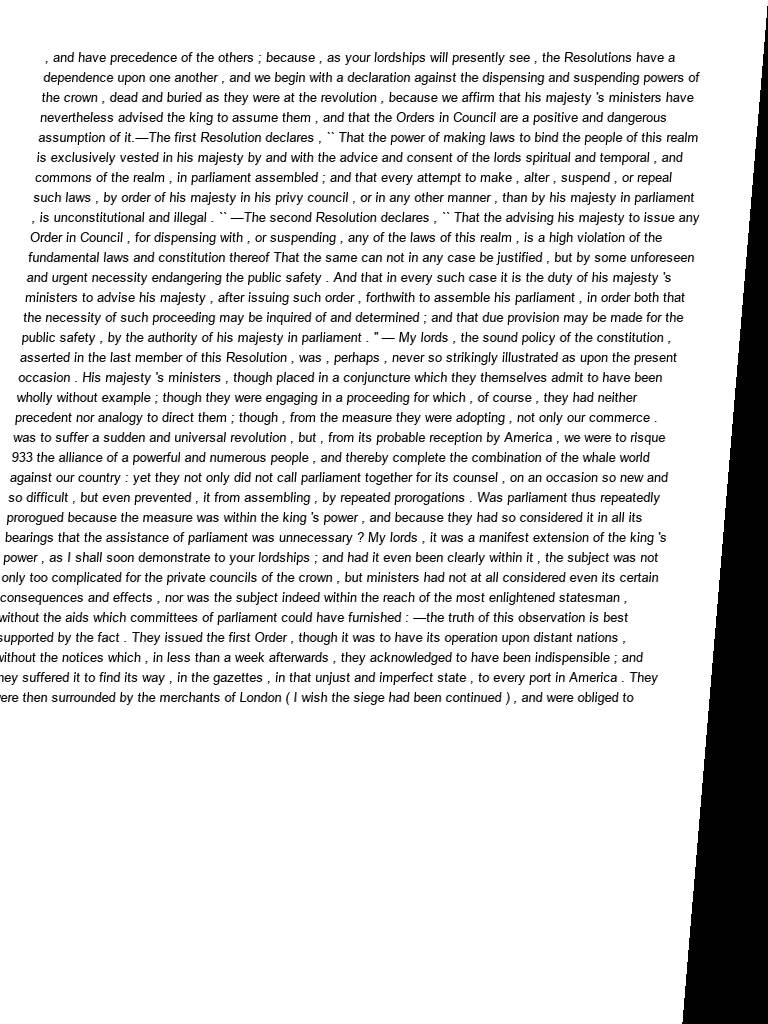 , and have precedence of the others ; because , as your lordships will presently see , the Resolutions have a
dependence upon one another , and we begin with a declaration against the dispensing and suspending powers of
the crown , dead and buried as they were at the revolution , because we affirm that his majesty 's ministers have
nevertheless advised the king to assume them , and that the Orders in Council are a positive and dangerous
assumption of it.—The first Resolution declares , `` That the power of making laws to bind the people of this realm
is exclusively vested in his majesty by and with the advice and consent of the lords spiritual and temporal , and
commons of the realm , in parliament assembled ; and that every attempt to make , alter , suspend , or repeal
such laws , by order of his majesty in his privy council , or in any other manner , than by his majesty in parliament
, is unconstitutional and illegal . `` —The second Resolution declares , `` That the advising his majesty to issue any
Order in Council , for dispensing with , or suspending , any of the laws of this realm , is a high violation of the
fundamental laws and constitution thereof That the same can not in any case be justified , but by some unforeseen
and urgent necessity endangering the public safety . And that in every such case it is the duty of his majesty 's
ministers to advise his majesty , after issuing such order , forthwith to assemble his parliament , in order both that
the necessity of such proceeding may be inquired of and determined ; and that due provision may be made for the
public safety , by the authority of his majesty in parliament . " — My lords , the sound policy of the constitution ,
asserted in the last member of this Resolution , was , perhaps , never so strikingly illustrated as upon the present
occasion . His majesty 's ministers , though placed in a conjuncture which they themselves admit to have been
wholly without example ; though they were engaging in a proceeding for which , of course , they had neither
precedent nor analogy to direct them ; though , from the measure they were adopting , not only our commerce .
was to suffer a sudden and universal revolution , but , from its probable reception by America , we were to risque
933 the alliance of a powerful and numerous people , and thereby complete the combination of the whole world
against our country : yet they not only did not call parliament together for its counsel , on an occasion so new and
so difficult , but even prevented , it from assembling , by repeated prorogations . Was parliament thus repeatedly
prorogued because the measure was within the king 's power , and because they had so considered it in all its
bearings that the assistance of parliament was unnecessary ? My lords , it was a manifest extension of the king 's
power , as I shall soon demonstrate to your lordships ; and had it even been clearly within it , the subject was not
only too complicated for the private councils of the crown , but ministers had not at all considered even its certain
consequences and effects , nor was the subject indeed within the reach of the most enlightened statesman ,
without the aids which committees of parliament could have furnished : —the truth of this observation is best
supported by the fact . They issued the first Order , though it was to have its operation upon distant nations ,
without the notices which , in less than a week afterwards , they acknowledged to have been indispensible ; and
they suffered it to find its way , in the gazettes , in that unjust and imperfect state , to every port in America . They
were then surrounded by the merchants of London ( I wish the siege had been continued ) , and were obliged to